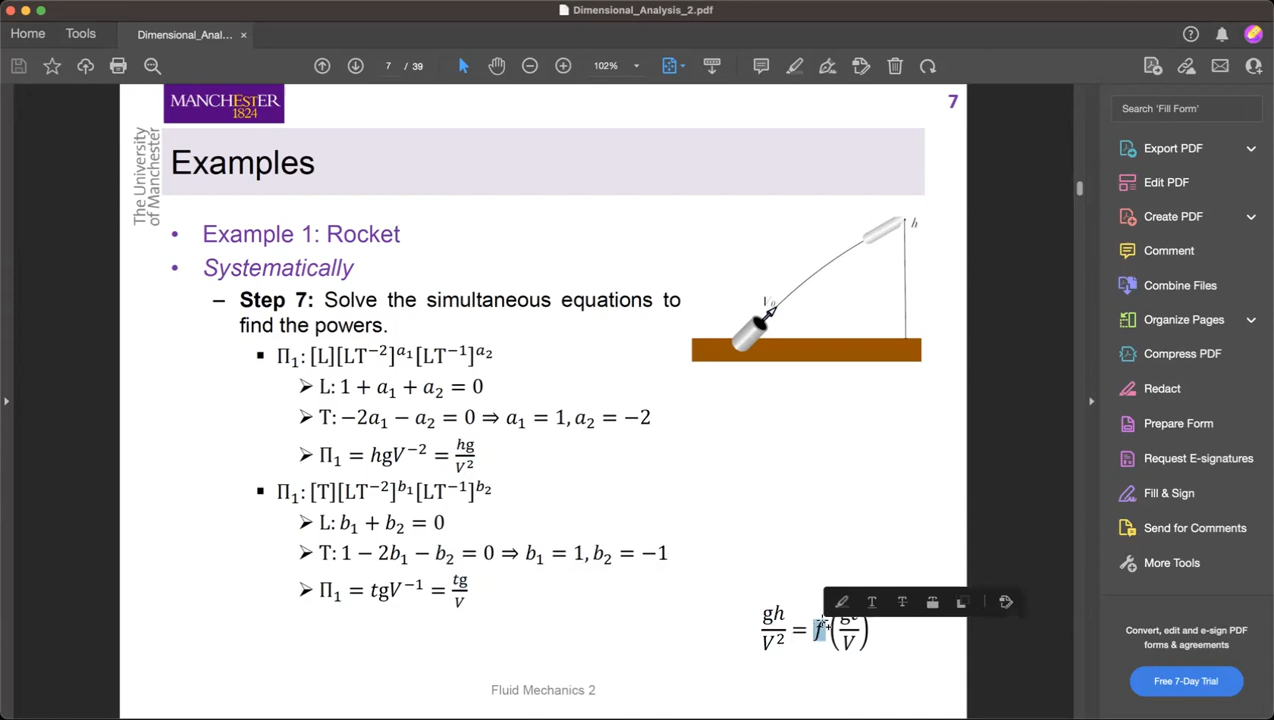 Dimensional_Analysis_2.pdf
Home Tools Dimensional_Anal... ×
7 / 39 102%
Search 'Fill Form'
Export PDF
Edit PDF
Create PDF
Comment
Combine Files
Organize Pages
Compress PDF
Redact
Prepare Form
Request E-signatures
Fill & Sign
Send for Comments
More Tools
Convert, edit and e-sign PDF
forms & agreements
Free 7-Day Trial
MANCHESTER
1824
The University
of Manchester
7
Examples
• Example 1: Rocket
• Systematically
– Step 7: Solve the simultaneous equations to
find the powers.
▪ Π₁: [L][LT⁻²]^a₁[LT⁻¹]^a₂
➢ L: 1 + a₁ + a₂ = 0
➢ T: −2a₁ − a₂ = 0 ⇒ a₁ = 1, a₂ = −2
➢ Π₁ = hgV⁻² = hg/V²
▪ Π₁: [T][LT⁻²]^b₁[LT⁻¹]^b₂
➢ L: b₁ + b₂ = 0
➢ T: 1 − 2b₁ − b₂ = 0 ⇒ b₁ = 1, b₂ = −1
➢ Π₁ = tgV⁻¹ = tg/V
h
V₀
gh/V² = f(gt/V)
Fluid Mechanics 2